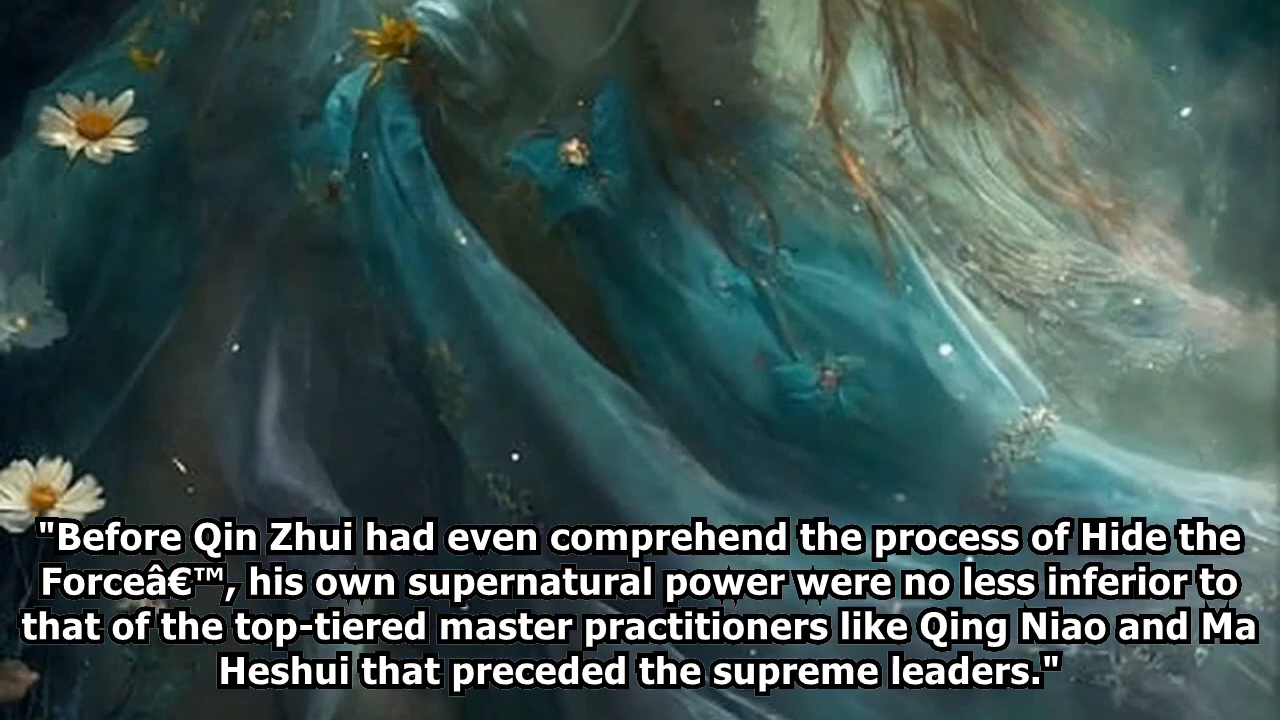 "Before Qin Zhui had even comprehend the process of Hide the
Forceâ€™, his own supernatural power were no less inferior to
that of the top-tiered master practitioners like Qing Niao and Ma
Heshui that preceded the supreme leaders."